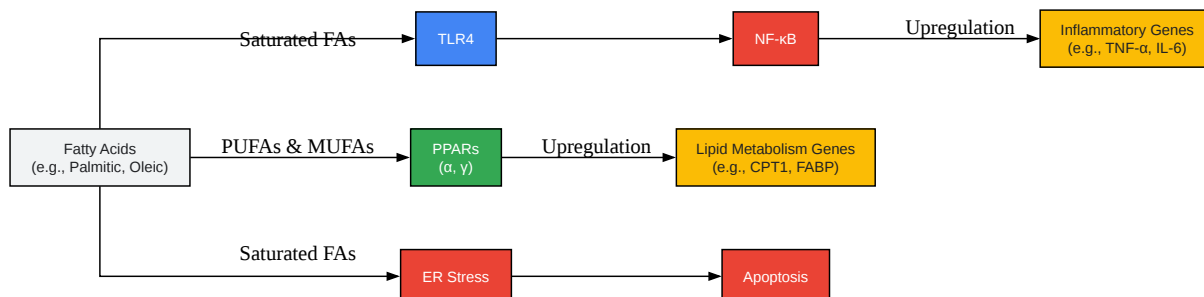 Saturated FAs
TLR4
NF-κB
Upregulation
Inflammatory Genes
(e.g., TNF-α, IL-6)
Fatty Acids
(e.g., Palmitic, Oleic)
PUFAs & MUFAs
PPARs
(α, γ)
Upregulation
Lipid Metabolism Genes
(e.g., CPT1, FABP)
Saturated FAs
ER Stress
Apoptosis